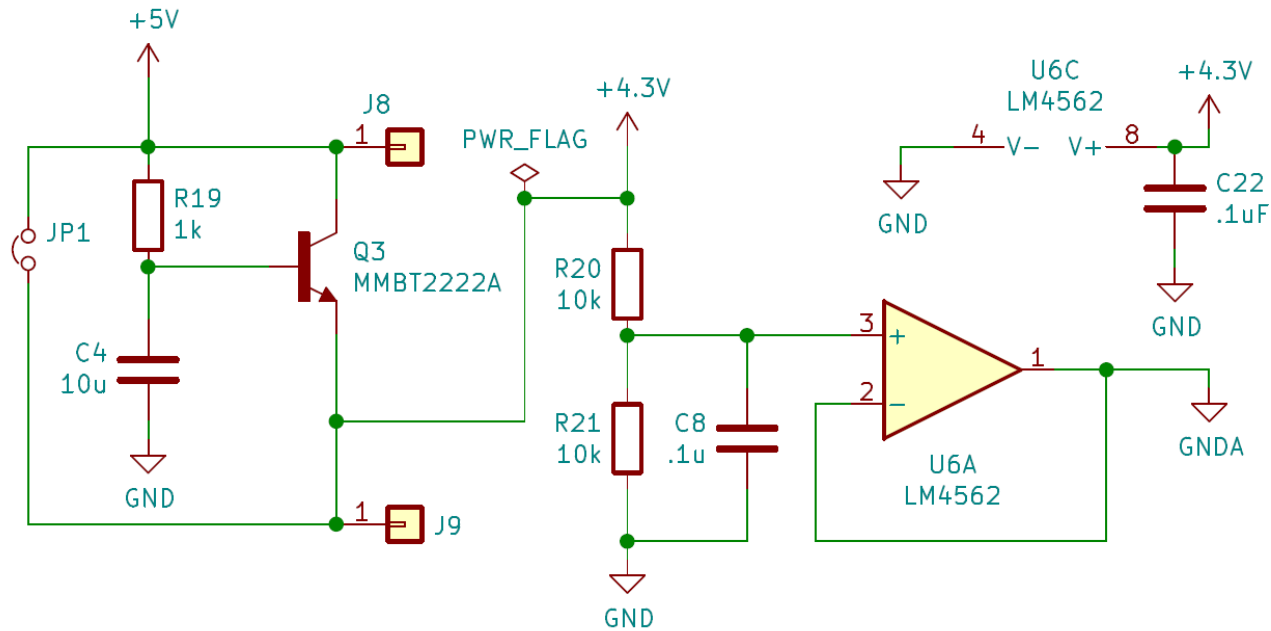 +5V
J8
1
R19
1k
JP1
Q3
MMBT2222A
C4
10u
GND
1
J9
PWR_FLAG
+4.3V
R20
10k
R21
10k
C8
.1u
GND
3
+
2
-
1
U6A
LM4562
GNDA
U6C
LM4562
4
V-
V+
8
+4.3V
GND
C22
.1uF
GND